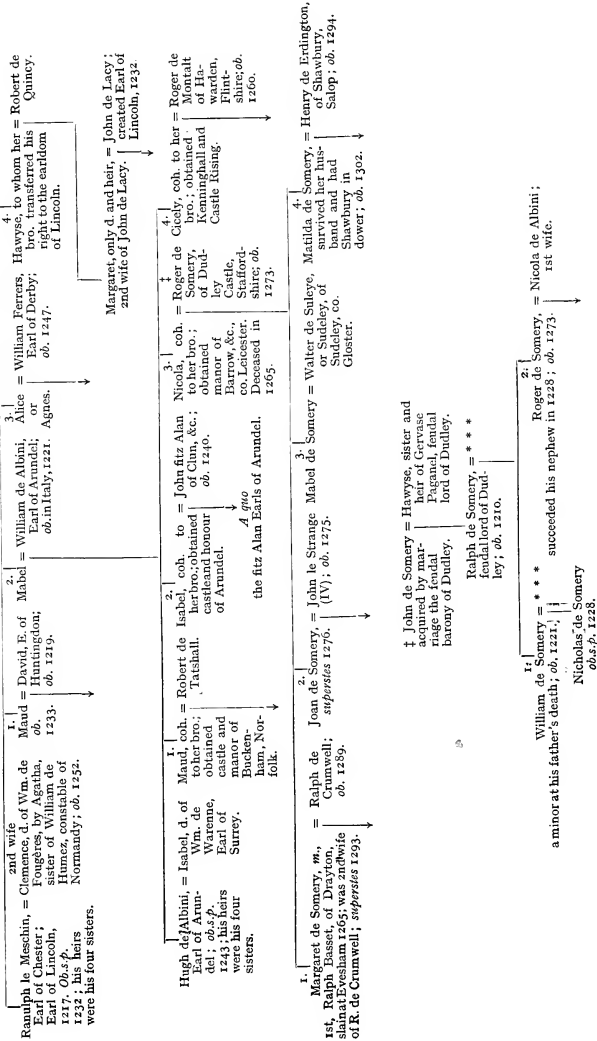 2nd wife
Ranulph le Meschin, = Clemence, d. of Wm. de
Earl of Chester; Fougères, by Agatha,
Earl of Lincoln, sister of William de
1217. Ob.s.p. Humez, constable of
1232; his heirs Normandy; ob. 1252.
were his four sisters.
1.
Maud = David, E. of
ob. Huntingdon;
1233. ob. 1219.
2.
Mabel = William de Albini,
Earl of Arundel;
ob. in Italy, 1221.
3.
Alice = William Ferrers,
or Earl of Derby;
Agnes. ob. 1247.
4.
Hawyse, to whom her = Robert de
bro. transferred his Quincy.
right to the earldom
of Lincoln.
Margaret, only d. and heir, = John de Lacy;
2nd wife of John de Lacy. created Earl of
Lincoln, 1232.
Hugh de Albini, = Isabel, d. of
Earl of Arun- Wm. de
del; ob.s.p. Warenne,
1243; his heirs Earl of
were his four Surrey.
sisters.
1.
Maud, coh. = Robert de
to her bro.; Tatshall.
obtained
castle and
manor of
Bucken-
ham, Nor-
folk.
2.
Isabel, coh. to = John fitz Alan
her bro.; obtained of Clun, &c.;
castle and honour ob. 1240.
of Arundel.
A quo
the fitz Alan Earls of Arundel.
3.
Nicola, coh. = Roger de
to her bro.; Somery,
obtained of Dud-
manor of ley
Barrow, &c., Castle,
co. Leicester. Stafford-
Deceased in shire; ob.
1265. 1273.
‡
4.
Cicely, coh. to her = Roger de
bro.; obtained Montalt
Kenninghall and of Ha-
Castle Rising. warden,
Flint-
shire; ob.
1260.
1.
Margaret de Somery, m., = Ralph de
1st, Ralph Basset, of Drayton, Crumwell;
slain at Evesham 1265; was 2nd wife ob. 1289.
of R. de Crumwell; superstes 1293.
2.
Joan de Somery, = John le Strange
superstes 1276. (IV); ob. 1275.
3.
Mabel de Somery = Walter de Suleye,
or Sudeley, of
Sudeley, co.
Gloster.
4.
Matilda de Somery, = Henry de Erdington,
survived her hus- of Shawbury,
band and had Salop; ob. 1294.
Shawbury in
dower; ob. 1302.
‡ John de Somery = Hawyse, sister and
acquired by mar- heir of Gervase
riage the feudal Paganel, feudal
barony of Dudley. lord of Dudley.
Ralph de Somery, = * * *
feudal lord of Dud-
ley; ob. 1210.
1.
William de Somery = * * *
a minor at his father's death; ob. 1221.
2.
Roger de Somery, = Nicola de Albini;
succeeded his nephew in 1228; ob. 1273. 1st wife.
Nicholas de Somery
ob.s.p. 1228.